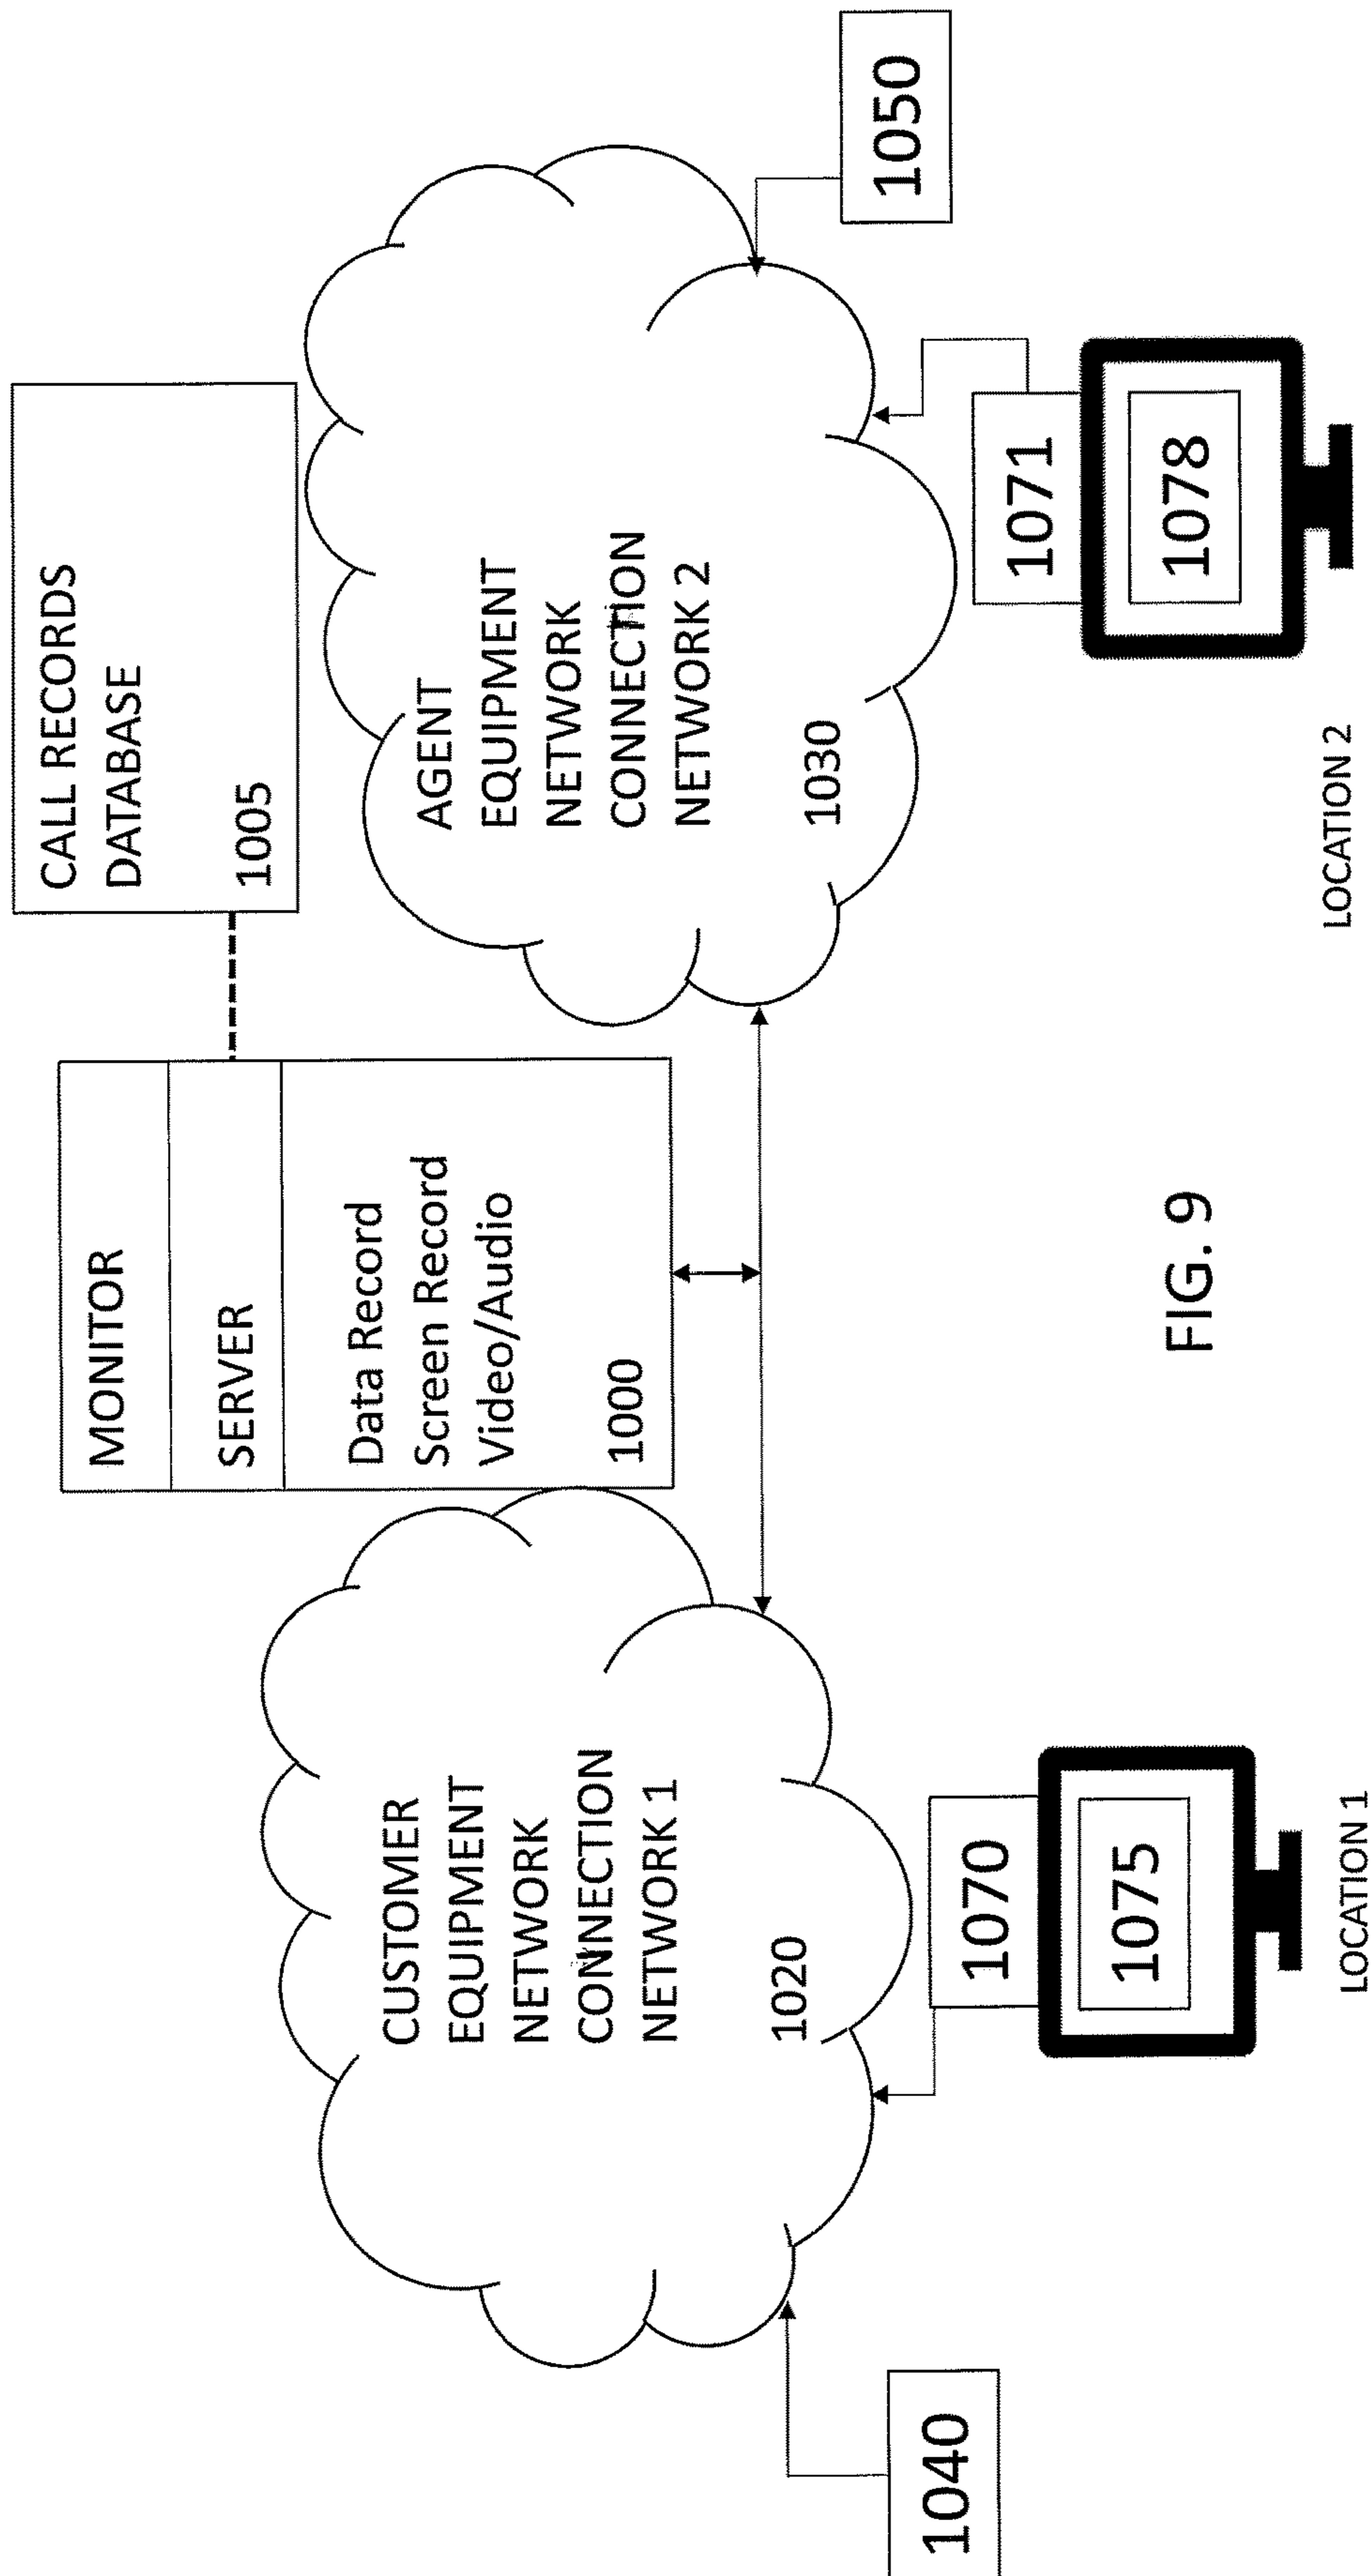 MONITOR
SERVER
Data Record
Screen Record
Video/Audio
1000
CALL RECORDS
DATABASE
1005
CUSTOMER
EQUIPMENT
NETWORK
CONNECTION
NETWORK 1
1020
AGENT
EQUIPMENT
NETWORK
CONNECTION
NETWORK 2
1030
1040
1070
1075
LOCATION 1
1050
1071
1078
LOCATION 2
FIG. 9